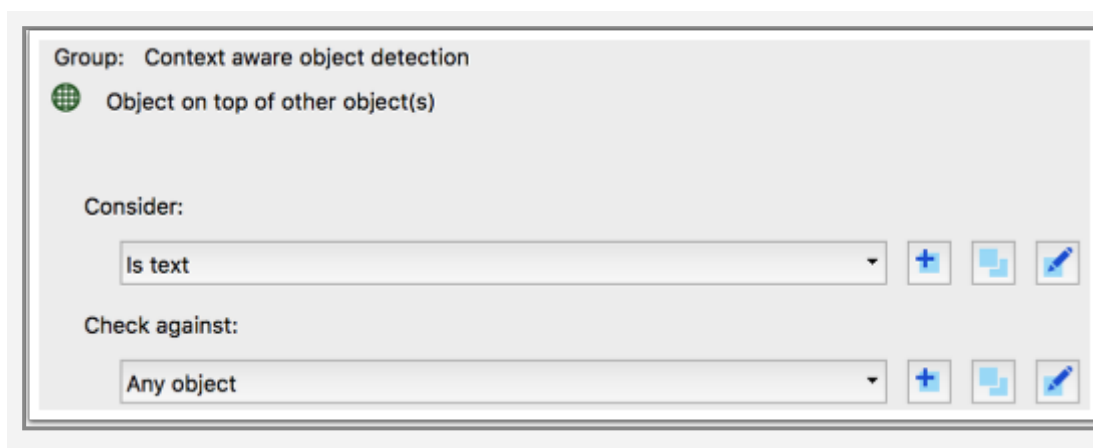 Group: Context aware object detection
Object on top of other object(s)
Consider:
Is text
Check against:
Any object